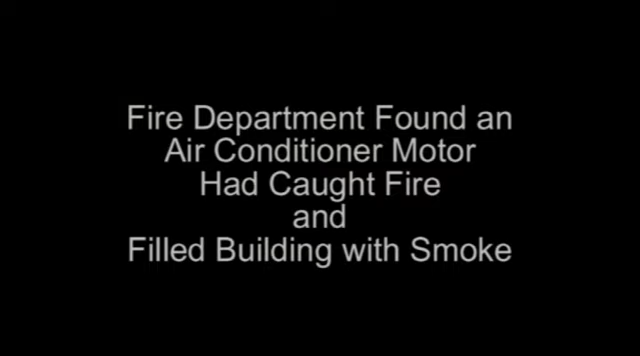 Fire Department Found an
Air Conditioner Motor
Had Caught Fire
and
Filled Building with Smoke